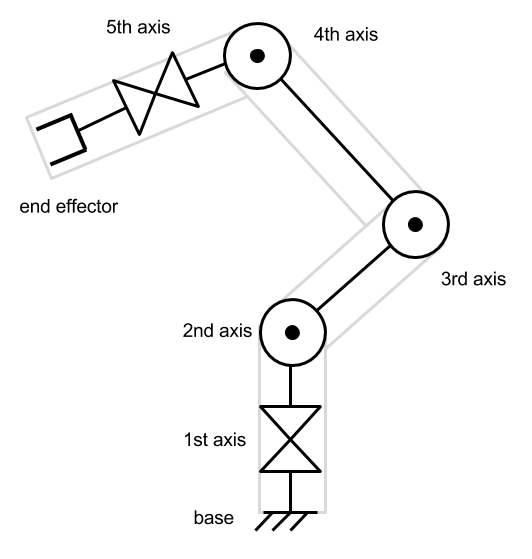 5th axis
4th axis
end effector
3rd axis
2nd axis
1st axis
base